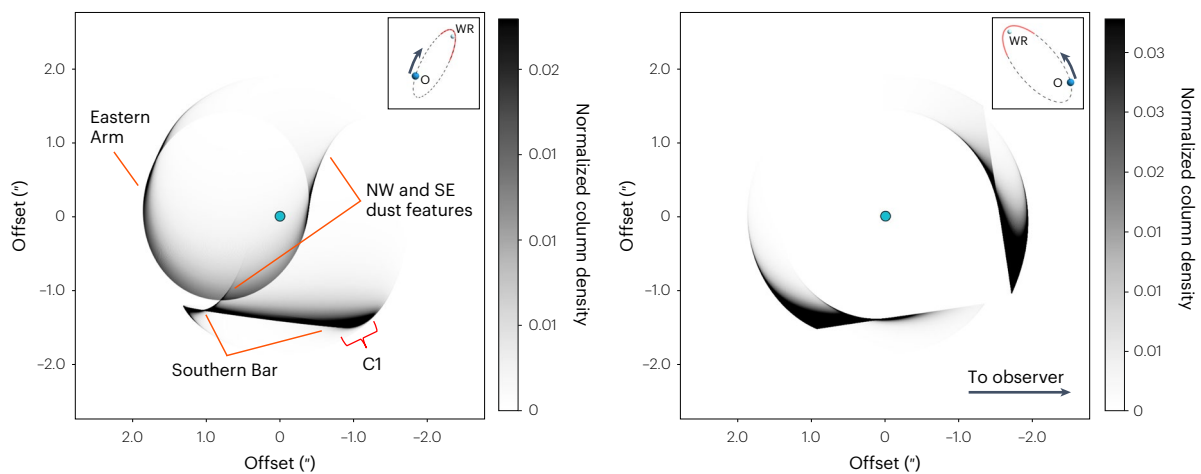 WR
O
2.0
1.0
0
−1.0
−2.0
Offset (″)
2.0
1.0
0
−1.0
−2.0
Offset (″)
Eastern
Arm
NW and SE
dust features
Southern Bar
C1
0.02
0.01
0.01
0.01
0
Normalized column density
WR
O
2.0
1.0
0
−1.0
−2.0
Offset (″)
2.0
1.0
0
−1.0
−2.0
Offset (″)
To observer
0.03
0.03
0.02
0.01
0.01
0.01
0
Normalized column density